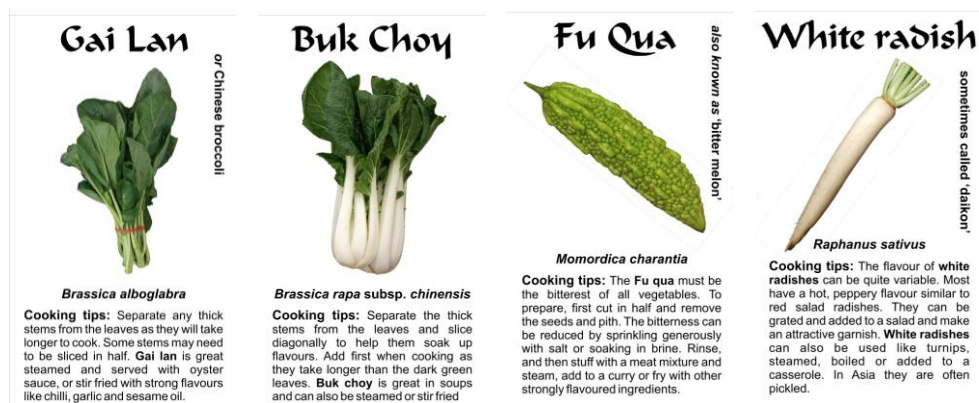 Gai Lan
or Chinese broccoli
Brassica alboglabra
Cooking tips: Separate any thick
stems from the leaves as they will take
longer to cook. Some stems may need
to be sliced in half. Gai lan is great
steamed and served with oyster
sauce, or stir fried with strong flavours
like chilli, garlic and sesame oil.
Buk Choy
Brassica rapa subsp. chinensis
Cooking tips: Separate the thick
stems from the leaves and slice
diagonally to help them soak up
flavours. Add first when cooking as
they take longer than the dark green
leaves. Buk choy is great in soups
and can also be steamed or stir fried
Fu Qua
also known as 'bitter melon'
Momordica charantia
Cooking tips: The Fu qua must be
the bitterest of all vegetables. To
prepare, first cut in half and remove
the seeds and pith. The bitterness can
be reduced by sprinkling generously
with salt or soaking in brine. Rinse,
and then stuff with a meat mixture and
steam, add to a curry or fry with other
strongly flavoured ingredients.
White radish
sometimes called 'daikon'
Raphanus sativus
Cooking tips: The flavour of white
radishes can be quite variable. Most
have a hot, peppery flavour similar to
red salad radishes. They can be
grated and added to a salad and make
an attractive garnish. White radishes
can also be used like turnips,
steamed, boiled or added to a
casserole. In Asia they are often
pickled.